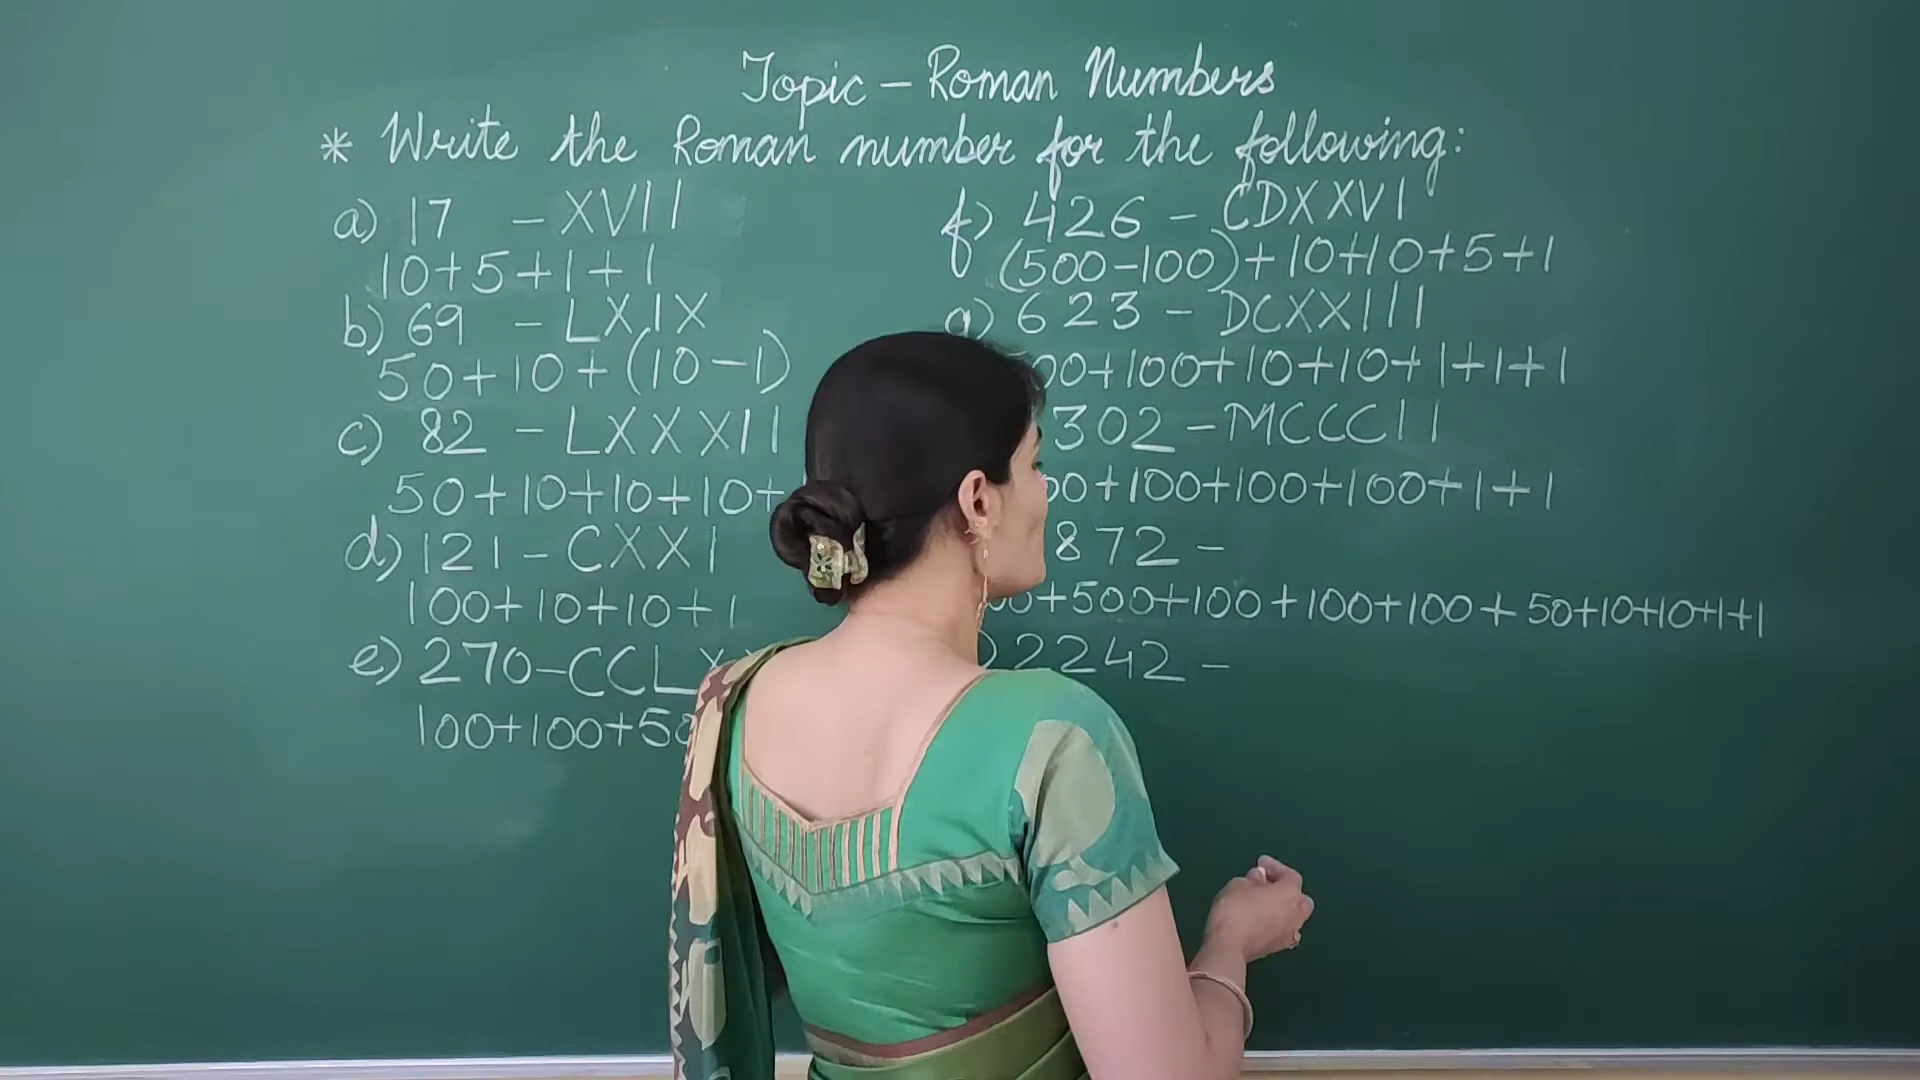 Topic – Roman Numbers
* Write the Roman number for the following:
a) 17 – XVII
10+5+1+1
b) 69 – LXIX
50+10+(10–1)
c) 82 – LXXXII
50+10+10+10+
d) 121 – CXXI
100+10+10+1
e) 270 – CCLX
100+100+50
f) 426 – CDXXVI
(500–100)+10+10+5+1
g) 623 – DCXXIII
00+100+10+10+1+1+1
302 – MCCCII
00+100+100+100+1+1
872 –
00+500+100+100+100+50+10+10+1+1
) 2242 –